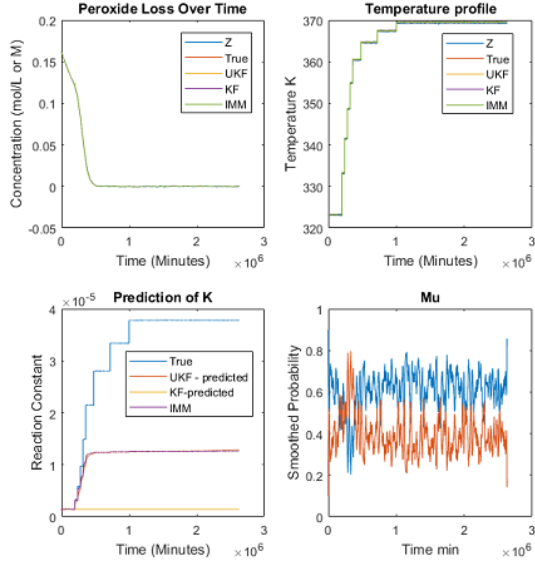 Peroxide Loss Over Time
Concentration (mol/L or M)
0.2
0.15
0.1
0.05
0
-0.05
0
1
2
3
Time (Minutes)
×10^6
Z
True
UKF
KF
IMM
Temperature profile
Temperature K
370
360
350
340
330
320
0
1
2
3
Time (Minutes)
×10^6
Z
True
UKF
KF
IMM
Prediction of K
×10^-5
Reaction Constant
4
3
2
1
0
0
1
2
3
Time (Minutes)
×10^6
True
UKF - predicted
KF-predicted
IMM
Mu
Smoothed Probability
1
0.8
0.6
0.4
0.2
0
0
1
2
3
Time min
×10^6